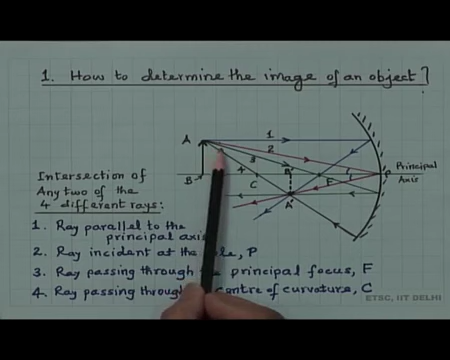 1. How to determine the image of an object?
A
1
2
3
4
B
C
B'
A'
F
i
r
P
Principal
Axis
Intersection of
Any two of the
4 different rays:
1. Ray parallel to the
principal axis
2. Ray incident at the pole, P
3. Ray passing through the principal focus, F
4. Ray passing through centre of curvature, C
ETSC, IIT DELHI